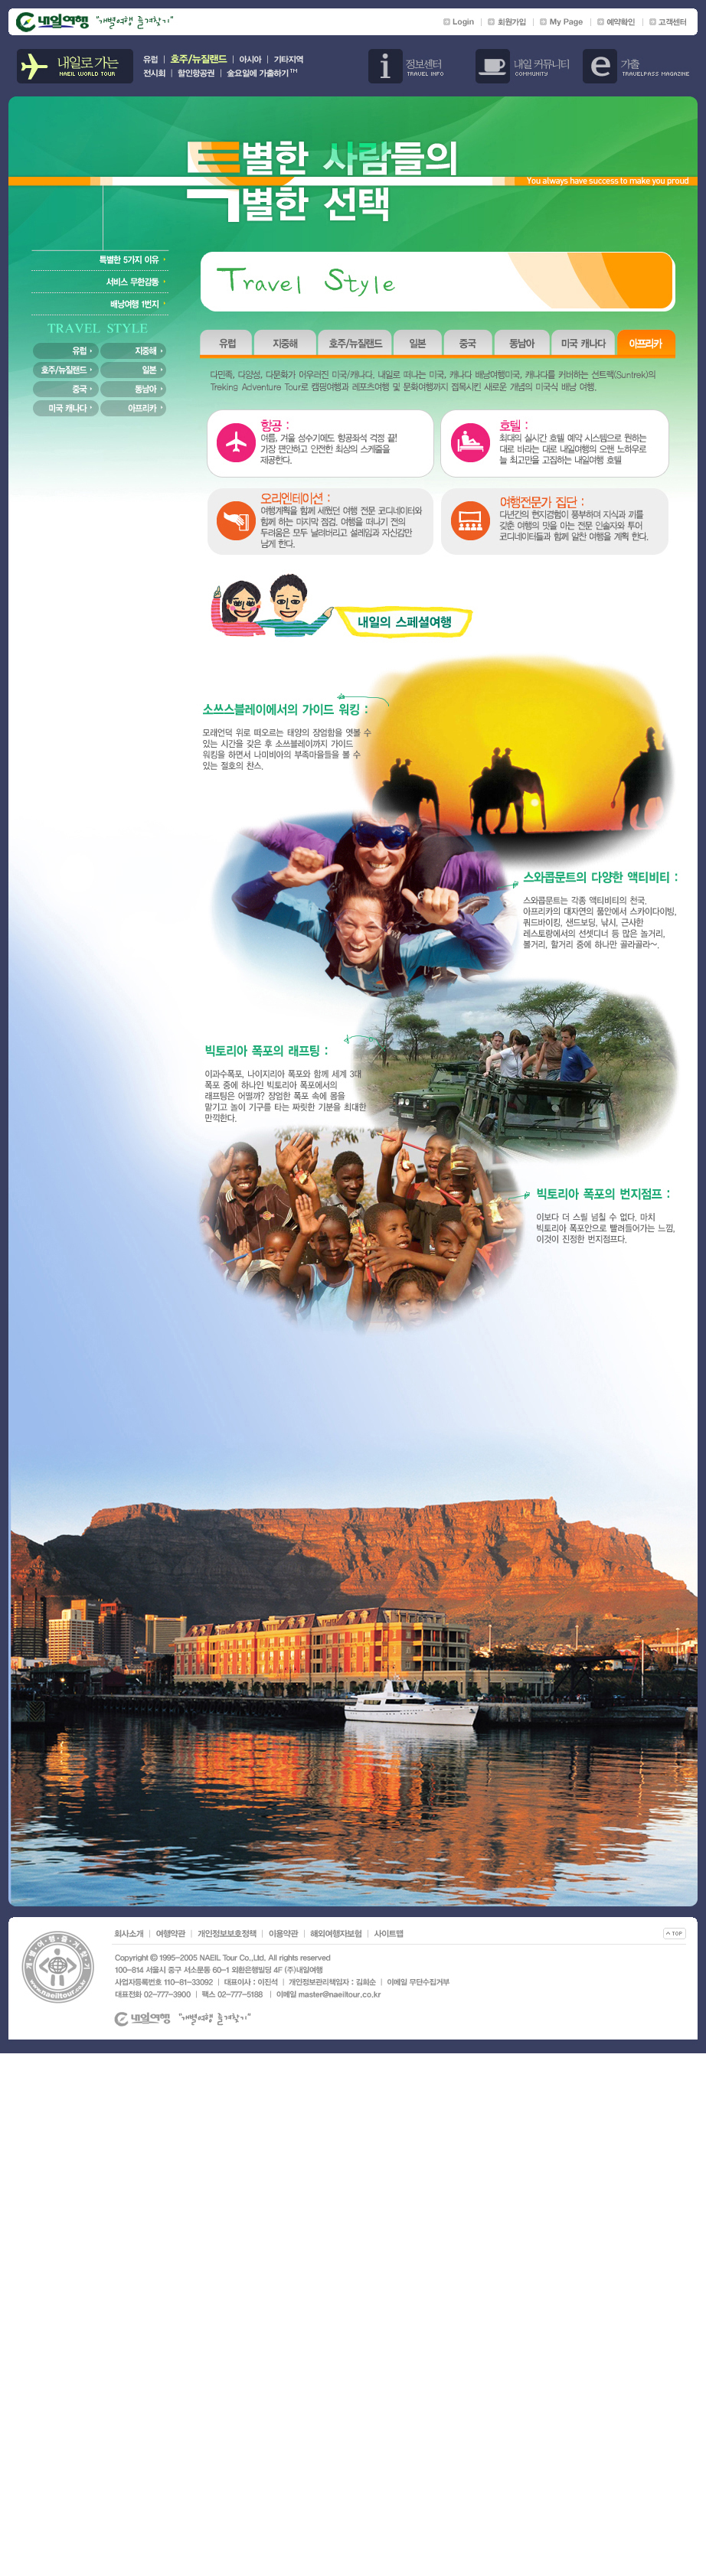 내일여행 "개별여행 즐겨찾기"
Login | 회원가입 | My Page | 예약확인 | 고객센터
내일로 가는
NAEIL WORLD TOUR
유럽 | 호주/뉴질랜드 | 아시아 | 기타지역
전시회 | 할인항공권 | 금요일에 가출하기TM
정보센터
TRAVEL INFO
내일 커뮤니티
COMMUNITY
가출
TRAVELPASS MAGAZINE
특별한 사람들의
특별한 선택
You always have success to make you proud
특별한 5가지 이유
서비스 무한감동
배낭여행 1번지
TRAVEL STYLE
유럽 지중해
호주/뉴질랜드 일본
중국 동남아
미국 캐나다 아프리카
Travel Style
유럽 지중해 호주/뉴질랜드 일본 중국 동남아 미국 캐나다 아프리카
다민족, 다양성, 다문화가 어우러진 미국/캐나다. 내일로 떠나는 미국, 캐나다 배낭여행미국, 캐나다를 커버하는 선트랙(Suntrek)의
Treking Adventure Tour로 캠핑여행과 레포츠여행 및 문화여행까지 접목시킨 새로운 개념의 미국식 배낭 여행.
항공 :
여름, 겨울 성수기에도 항공좌석 걱정 끝!
가장 편안하고 안전한 최상의 스케줄을
제공한다.
호텔 :
최대의 실시간 호텔 예약 시스템으로 원하는
대로 바라는 대로 내일여행의 오랜 노하우로
늘 최고만을 고집하는 내일여행 호텔
오리엔테이션 :
여행계획을 함께 세웠던 여행 전문 코디네이터와
함께 하는 마지막 점검. 여행을 떠나기 전의
두려움은 모두 날려버리고 설레임과 자신감만
남게 한다.
여행전문가 집단 :
다년간의 현지경험이 풍부하며 지식과 끼를
갖춘 여행의 맛을 아는 전문 인솔자와 투어
코디네이터들과 함께 알찬 여행을 계획 한다.
내일의 스페셜여행
소쓰스블레이에서의 가이드 워킹 :
모래언덕 위로 떠오르는 태양의 장엄함을 엿볼 수
있는 시간을 갖은 후 소쓰블레이까지 가이드
워킹을 하면서 나미비아의 부족마을들을 볼 수
있는 절호의 찬스.
스와콥문트의 다양한 액티비티 :
스와콥문트는 각종 액티비티의 천국.
아프리카의 대자연의 품안에서 스카이다이빙,
쿼드바이킹, 샌드보딩, 낚시, 근사한
레스토랑에서의 선셋디너 등 많은 놀거리,
볼거리, 할거리 중에 하나만 골라골라~.
빅토리아 폭포의 래프팅 :
이과수폭포, 나이지리아 폭포와 함께 세계 3대
폭포 중에 하나인 빅토리아 폭포에서의
래프팅은 어떨까? 장엄한 폭포 속에 몸을
맡기고 놀이 기구를 타는 짜릿한 기분을 최대한
만끽한다.
빅토리아 폭포의 번지점프 :
이보다 더 스릴 넘칠 수 없다. 마치
빅토리아 폭포안으로 빨려들어가는 느낌,
이것이 진정한 번지점프다.
회사소개 | 여행약관 | 개인정보보호정책 | 이용약관 | 해외여행자보험 | 사이트맵
TOP
Copyright ⓒ 1995-2005 NAEIL Tour Co.,Ltd. All rights reserved
100-814 서울시 중구 서소문동 60-1 외환은행빌딩 4F (주)내일여행
사업자등록번호 110-81-33092 | 대표이사 : 이진석 | 개인정보관리책임자 : 김희순 | 이메일 무단수집거부
대표전화 02-777-3900 | 팩스 02-777-5188 | 이메일 master@naeiltour.co.kr
개별여행즐겨찾기
www.naeiltour.co.kr
내일여행 "개별여행 즐겨찾기"